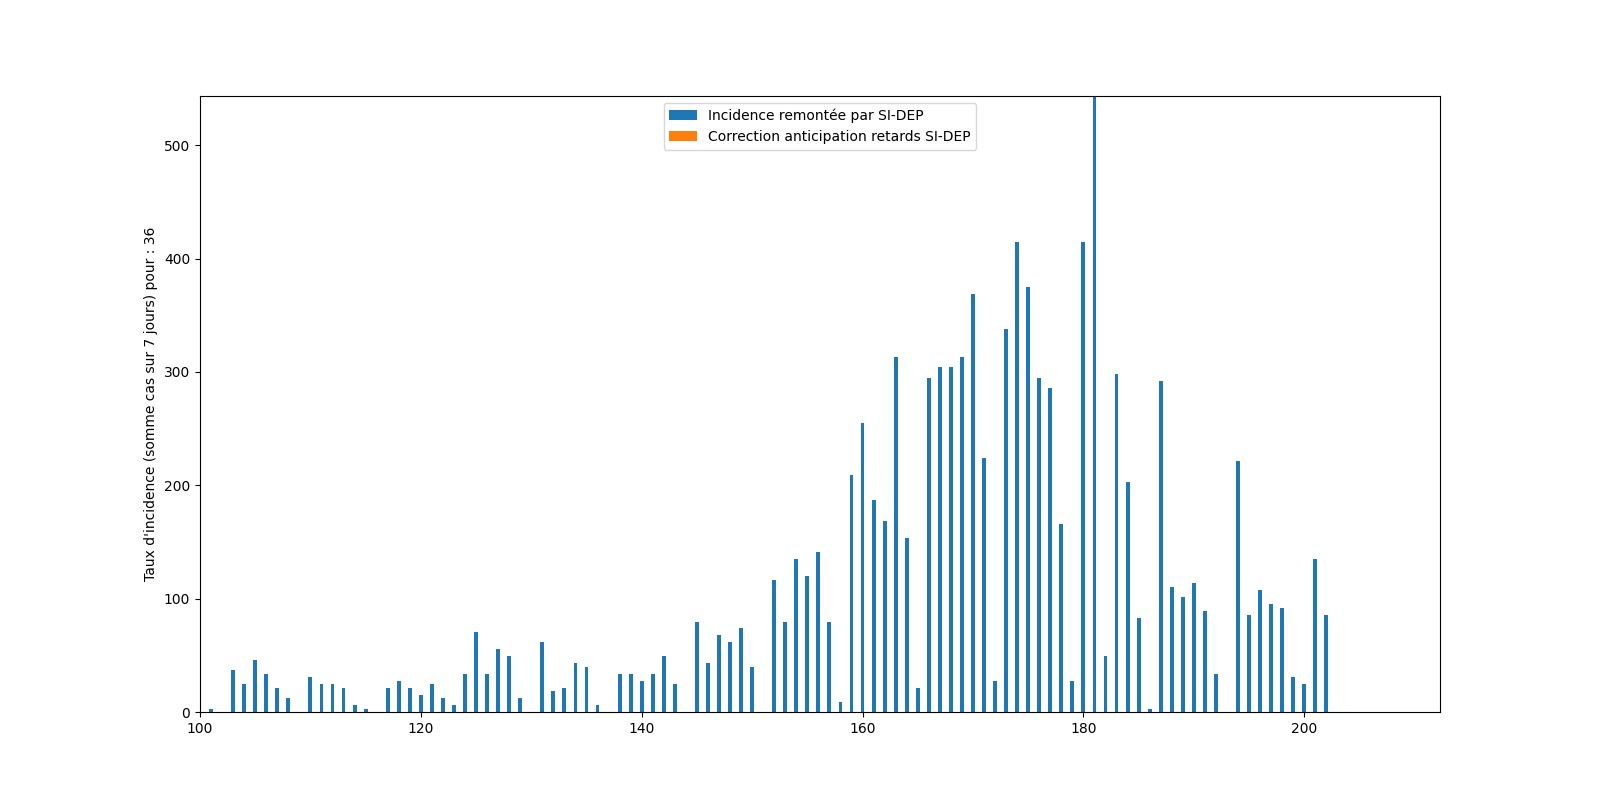 Incidence remontée par SI-DEP
Correction anticipation retards SI-DEP
Taux d'incidence (somme cas sur 7 jours) pour : 36
500
400
300
200
100
0
100 120 140 160 180 200